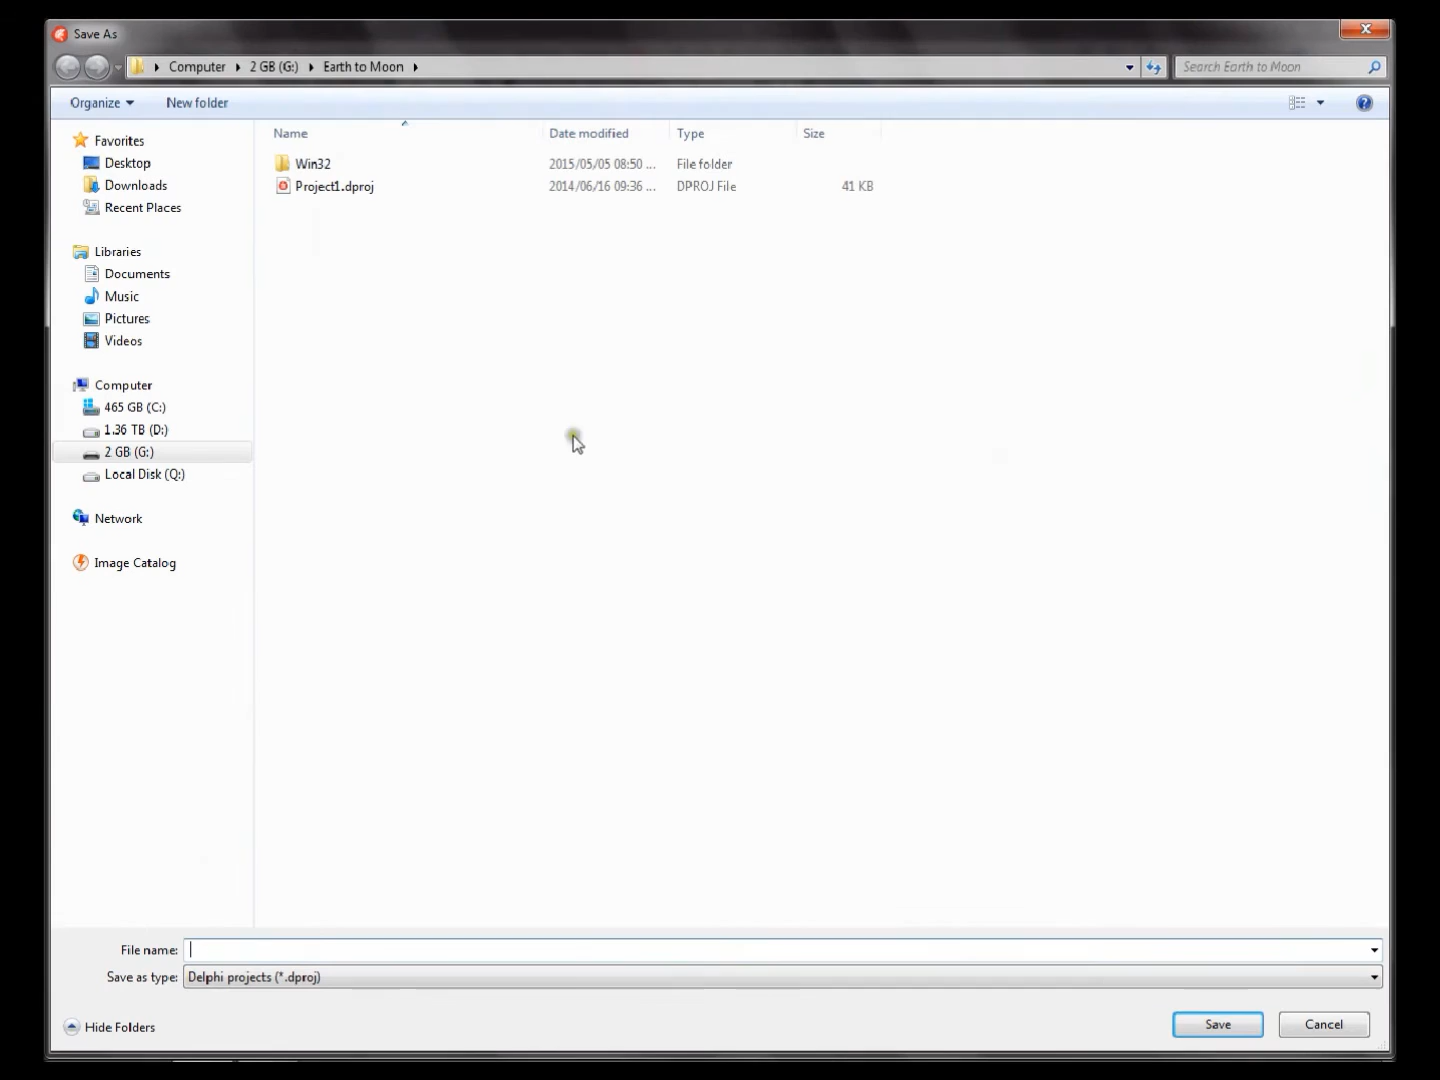 Save As
Computer 2 GB (G:) Earth to Moon Search Earth to Moon
Organize New folder
Name Date modified Type Size
Favorites
Desktop
Downloads
Recent Places
Libraries
Documents
Music
Pictures
Videos
Computer
465 GB (C:)
1.36 TB (D:)
2 GB (G:)
Local Disk (Q:)
Network
Image Catalog
Win32 2015/05/05 08:50 ... File folder
Project1.dproj 2014/06/16 09:36 ... DPROJ File 41 KB
File name:
Save as type: Delphi projects (*.dproj)
Hide Folders Save Cancel